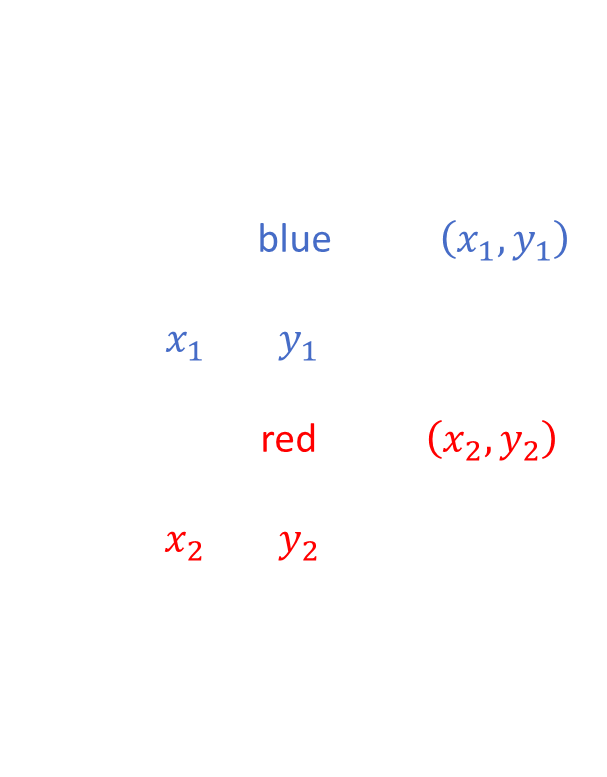 blue (x₁, y₁)
x₁ y₁
red (x₂, y₂)
x₂ y₂